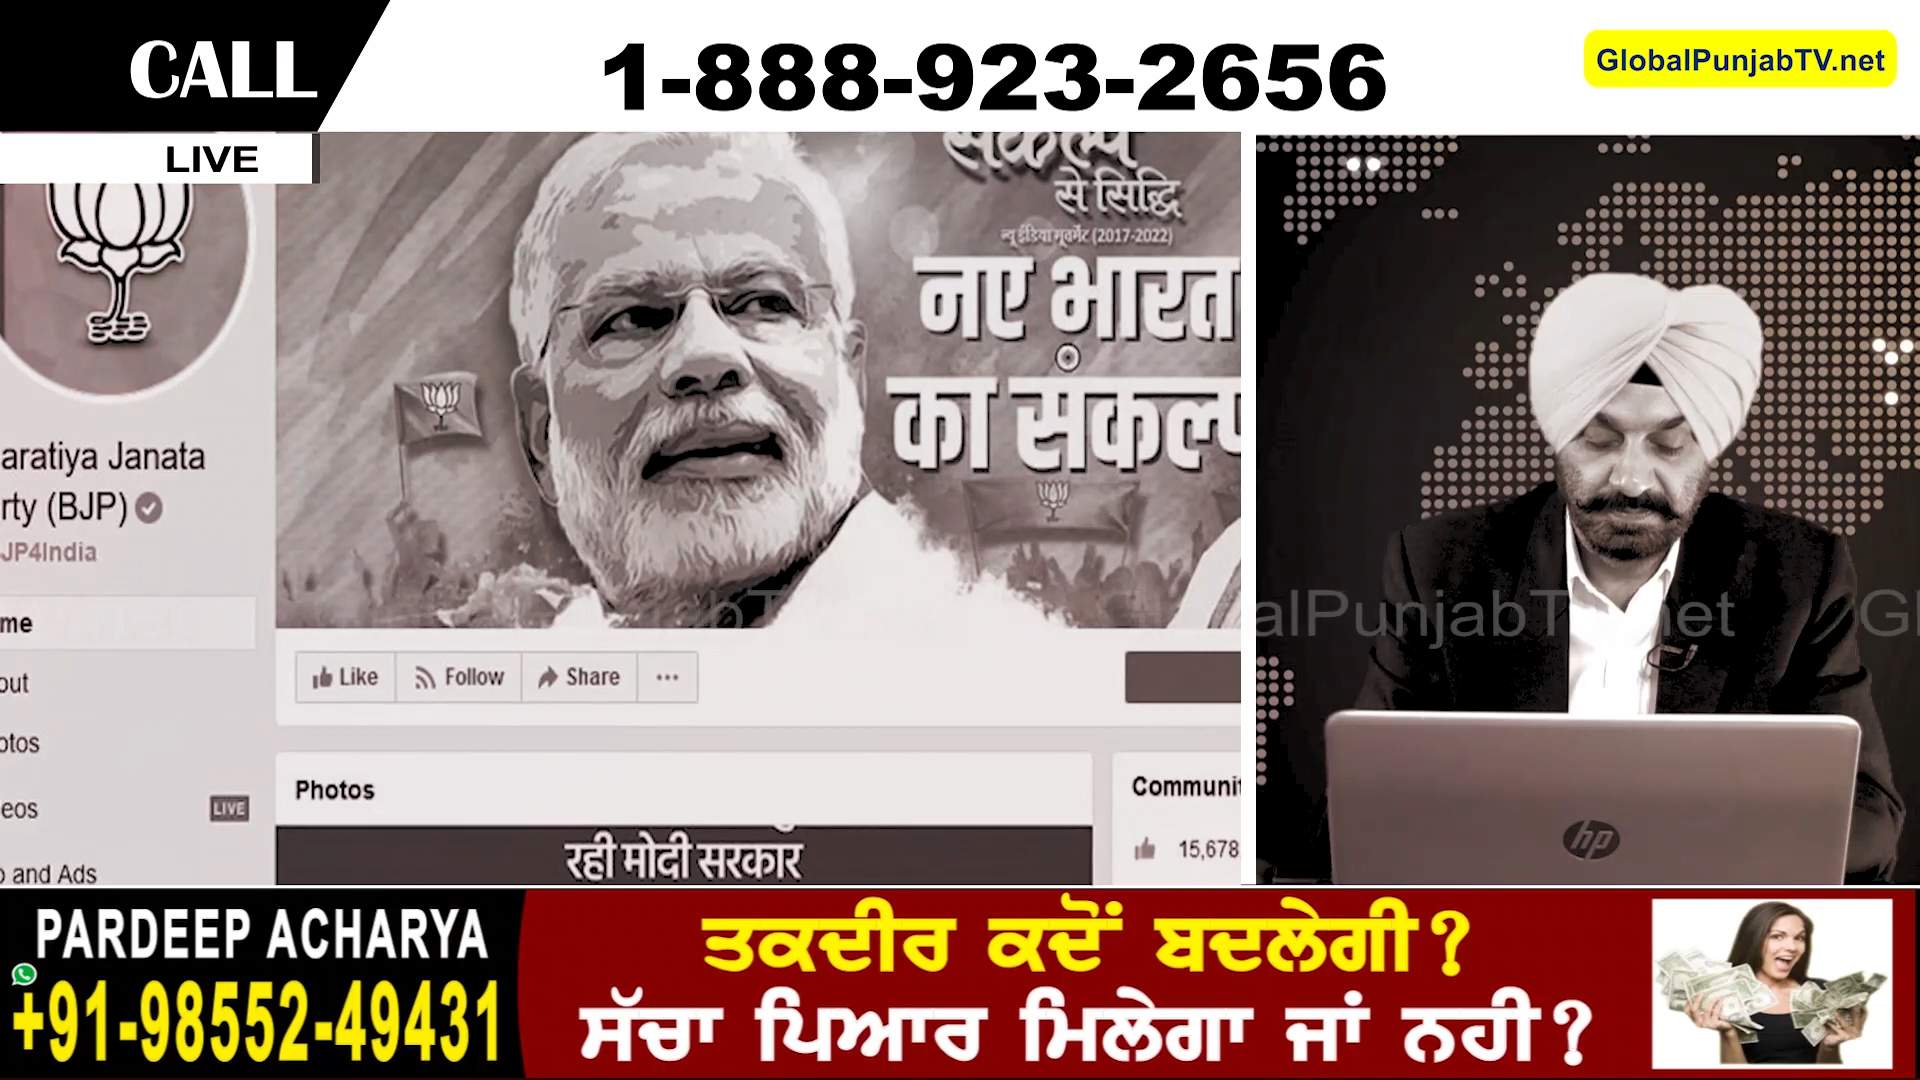 CALL
1-888-923-2656
GlobalPunjabTV.net
LIVE
संकल्प
से सिद्धि
न्यू इंडिया मूवमेंट (2017-2022)
नए भारत
का संकल्प
aratiya Janata
rty (BJP)
JP4India
me
out
otos
eos
LIVE
o and Ads
Like
Follow
Share
Photos
रही मोदी सरकार
Communit
15,678
GlobalPunjabTV.net
hp
PARDEEP ACHARYA
+91-98552-49431
ਤਕਦੀਰ ਕਦੋਂ ਬਦਲੇਗੀ?
ਸੱਚਾ ਪਿਆਰ ਮਿਲੇਗਾ ਜਾਂ ਨਹੀ?